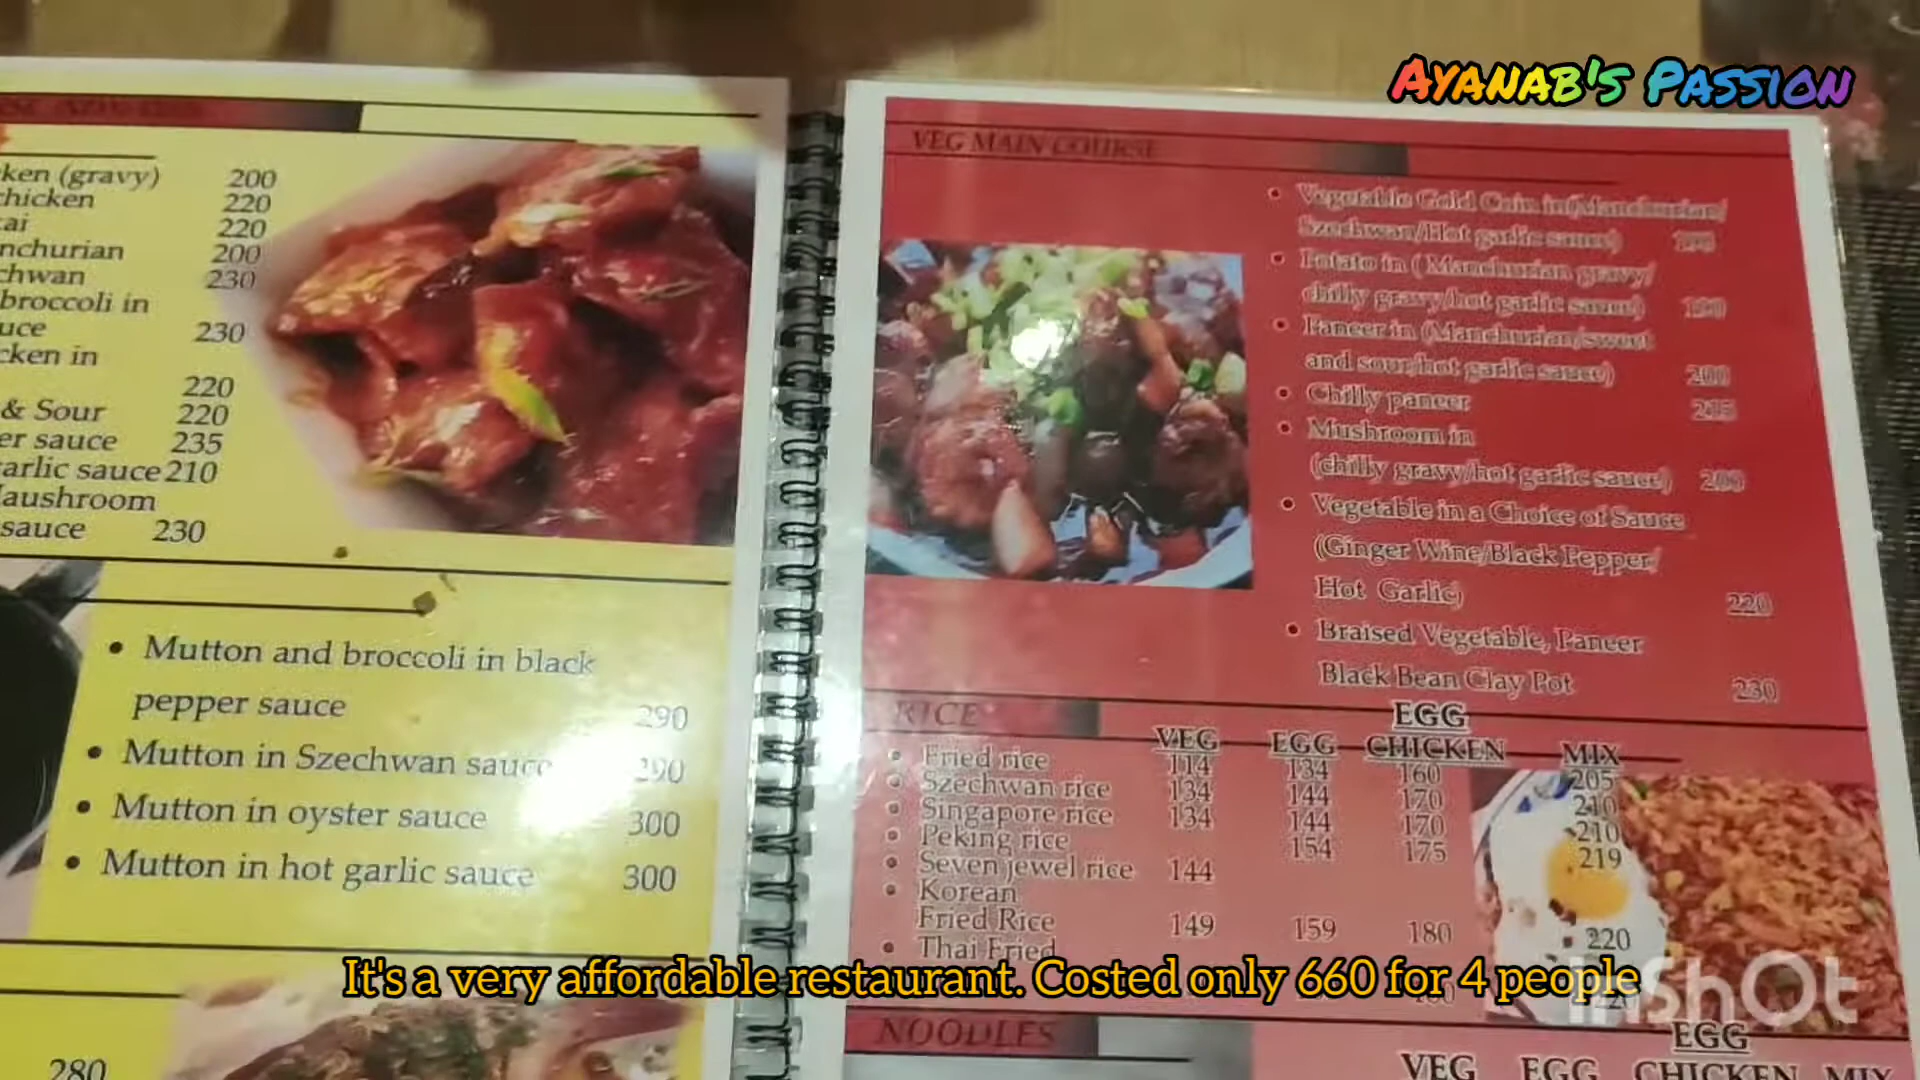 AYANAB'S PASSION
ken (gravy) 200
chicken 220
ai 220
nchurian 200
chwan 230
broccoli in
uce 230
cken in
220
& Sour 220
er sauce 235
arlic sauce 210
aushroom
sauce 230
• Mutton and broccoli in black
pepper sauce 290
• Mutton in Szechwan sauce 290
• Mutton in oyster sauce 300
• Mutton in hot garlic sauce 300
280
VEG MAIN COURSE
• Vegetable Gold Coin in(Manchurian/
Szechwan/Hot garlic sauce)
• Potato in (Manchurian gravy/
chilly gravy/hot garlic sauce) 190
• Paneer in (Manchurian/sweet
and sour/hot garlic sauce) 200
• Chilly paneer
• Mushroom in
(chilly gravy/hot garlic sauce) 200
• Vegetable in a Choice of Sauce
(Ginger Wine/Black Pepper/
Hot Garlic) 220
• Braised Vegetable, Paneer
Black Bean Clay Pot 230
RICE
VEG EGG EGG CHICKEN MIX
• Fried rice 114 134 160 205
• Szechwan rice 134 144 170 210
• Singapore rice 134 144 170 210
• Peking rice 154 175 219
• Seven jewel rice 144
• Korean
Fried Rice 149 159 180 220
• Thai Fried
It's a very affordable restaurant. Costed only 660 for 4 people
InShOt
NOODLES
VEG EGG EGG CHICKEN MIX